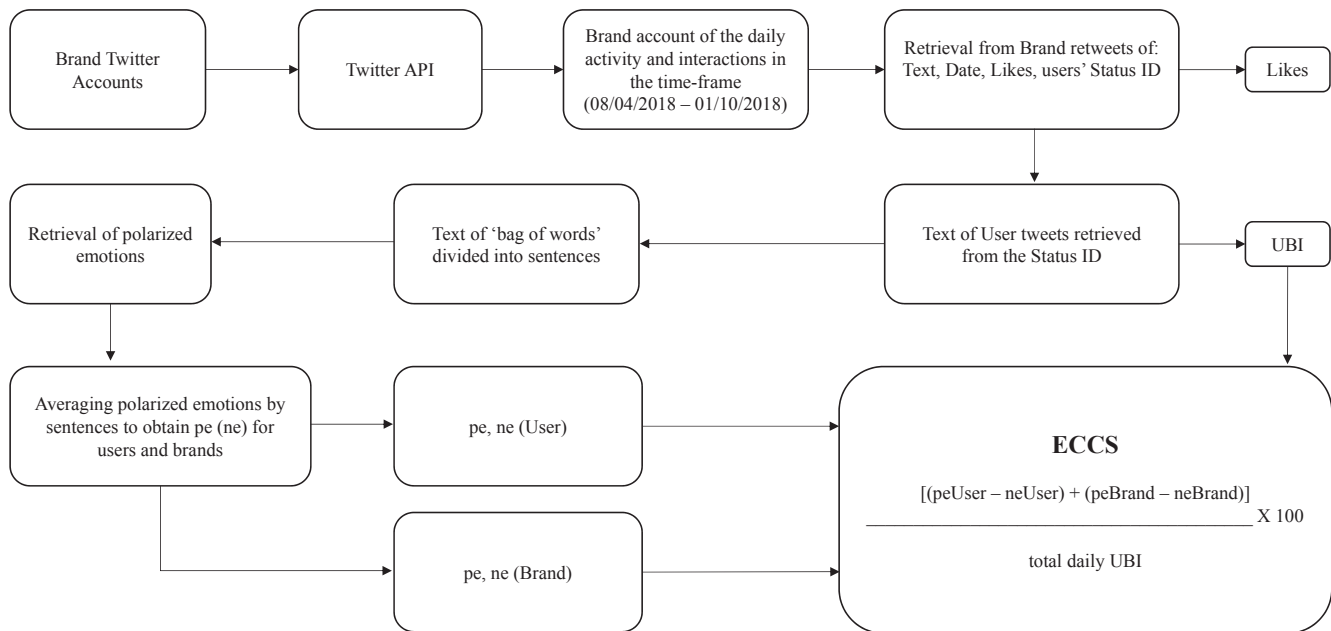 Brand Twitter
Accounts
Twitter API
Brand account of the daily
activity and interactions in
the time-frame
(08/04/2018 – 01/10/2018)
Retrieval from Brand retweets of:
Text, Date, Likes, users’ Status ID
Likes
Retrieval of polarized
emotions
Text of ‘bag of words’
divided into sentences
Text of User tweets retrieved
from the Status ID
UBI
Averaging polarized emotions by
sentences to obtain pe (ne) for
users and brands
pe, ne (User)
pe, ne (Brand)
ECCS
[(peUser – neUser) + (peBrand – neBrand)]
X 100
total daily UBI